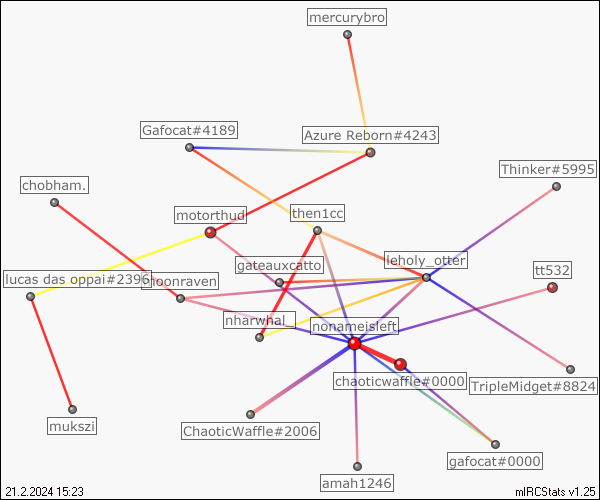 mercurybro
Gafocat#4189
Azure Reborn#4243
Thinker#5995
chobham.
motorthud
then1cc
leholy_otter
gateauxcatto
tt532
lucas das oppai#2396
ojoonraven
nharwhal_
nonameisleft
chaoticwaffle#0000
TripleMidget#8824
mukszi
ChaoticWaffle#2006
gafocat#0000
amah1246
21.2.2024 15:23
mIRCStats v1.25